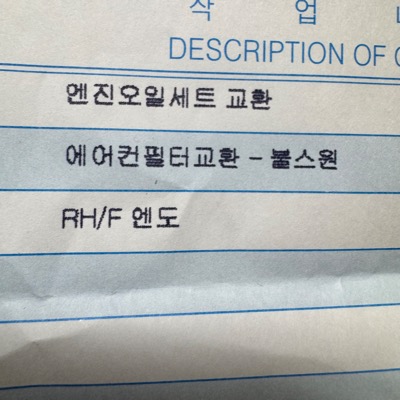 작 업
DESCRIPTION OF
엔진오일세트 교환
에어컨필터교환 - 불스원
RH/F 엔도